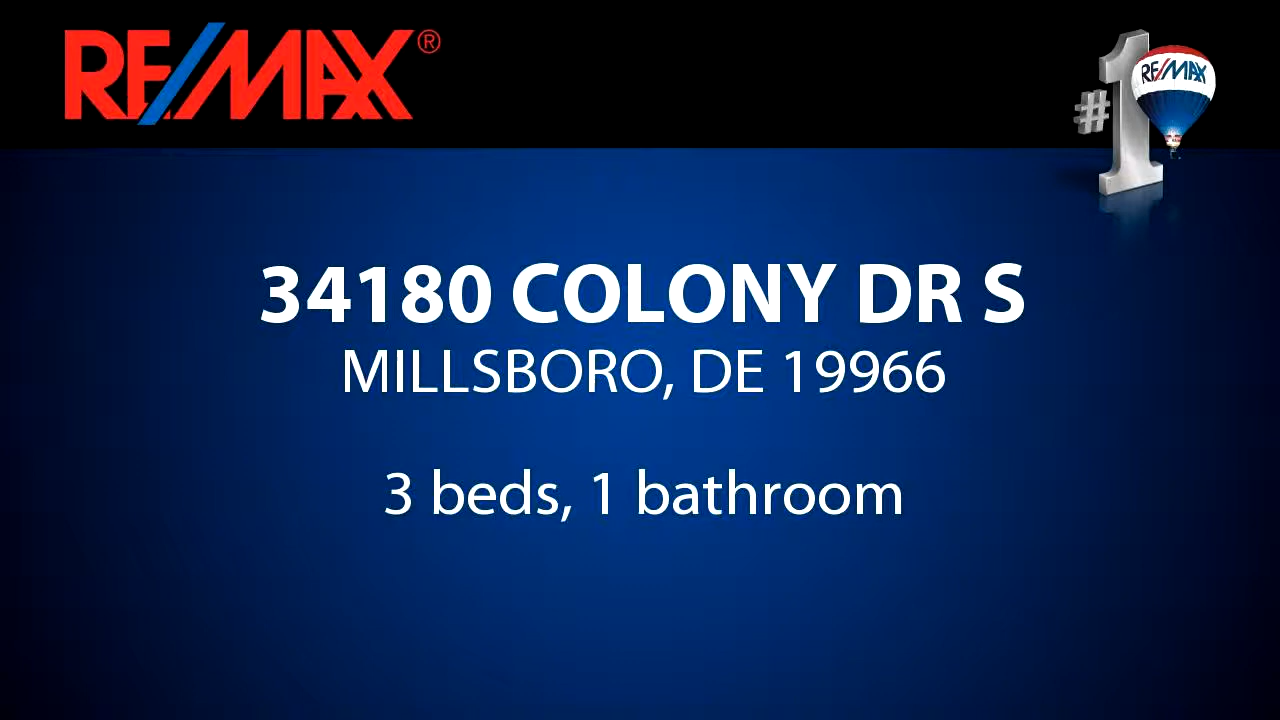 RE/MAX®
#1 RE/MAX
34180 COLONY DR S
MILLSBORO, DE 19966
3 beds, 1 bathroom